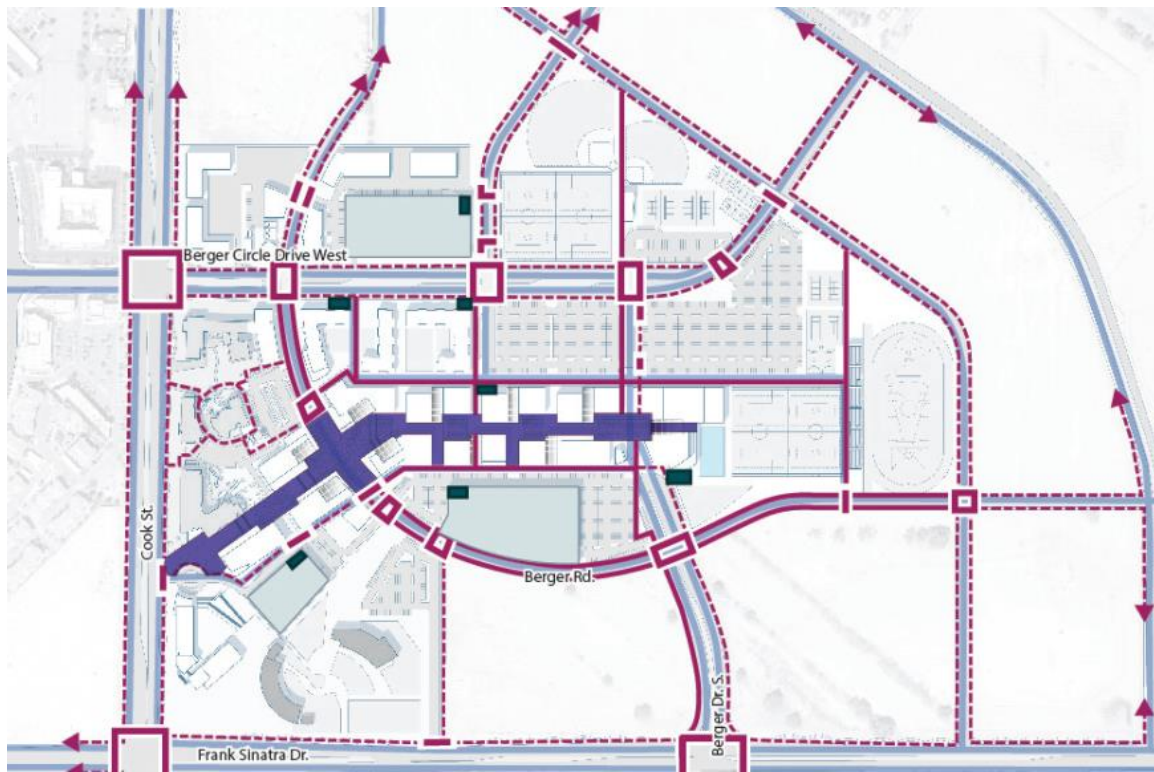 Berger Circle Drive West
Cook St.
Berger Rd.
Berger Dr. S.
Frank Sinatra Dr.